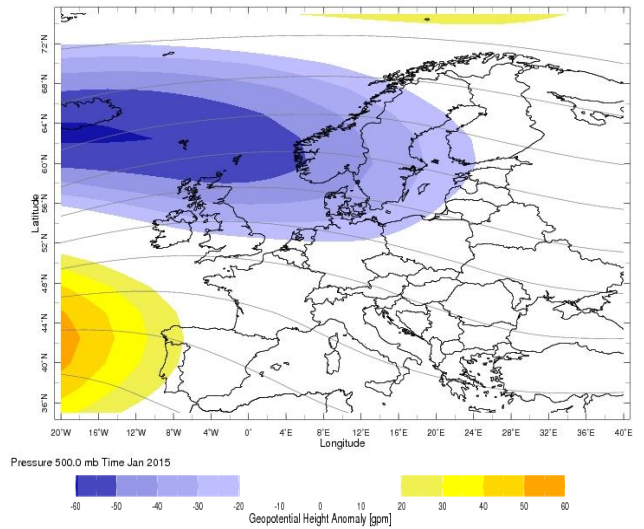 72°N
68°N
64°N
60°N
56°N
52°N
48°N
44°N
40°N
36°N
Latitude
20°W 16°W 12°W 8°W 4°W 0° 4°E 8°E 12°E 16°E 20°E 24°E 28°E 32°E 36°E 40°E
Longitude
Pressure 500.0 mb Time Jan 2015
-60 -50 -40 -30 -20 -10 0 10 20 30 40 50 60
Geopotential Height Anomaly [gpm]